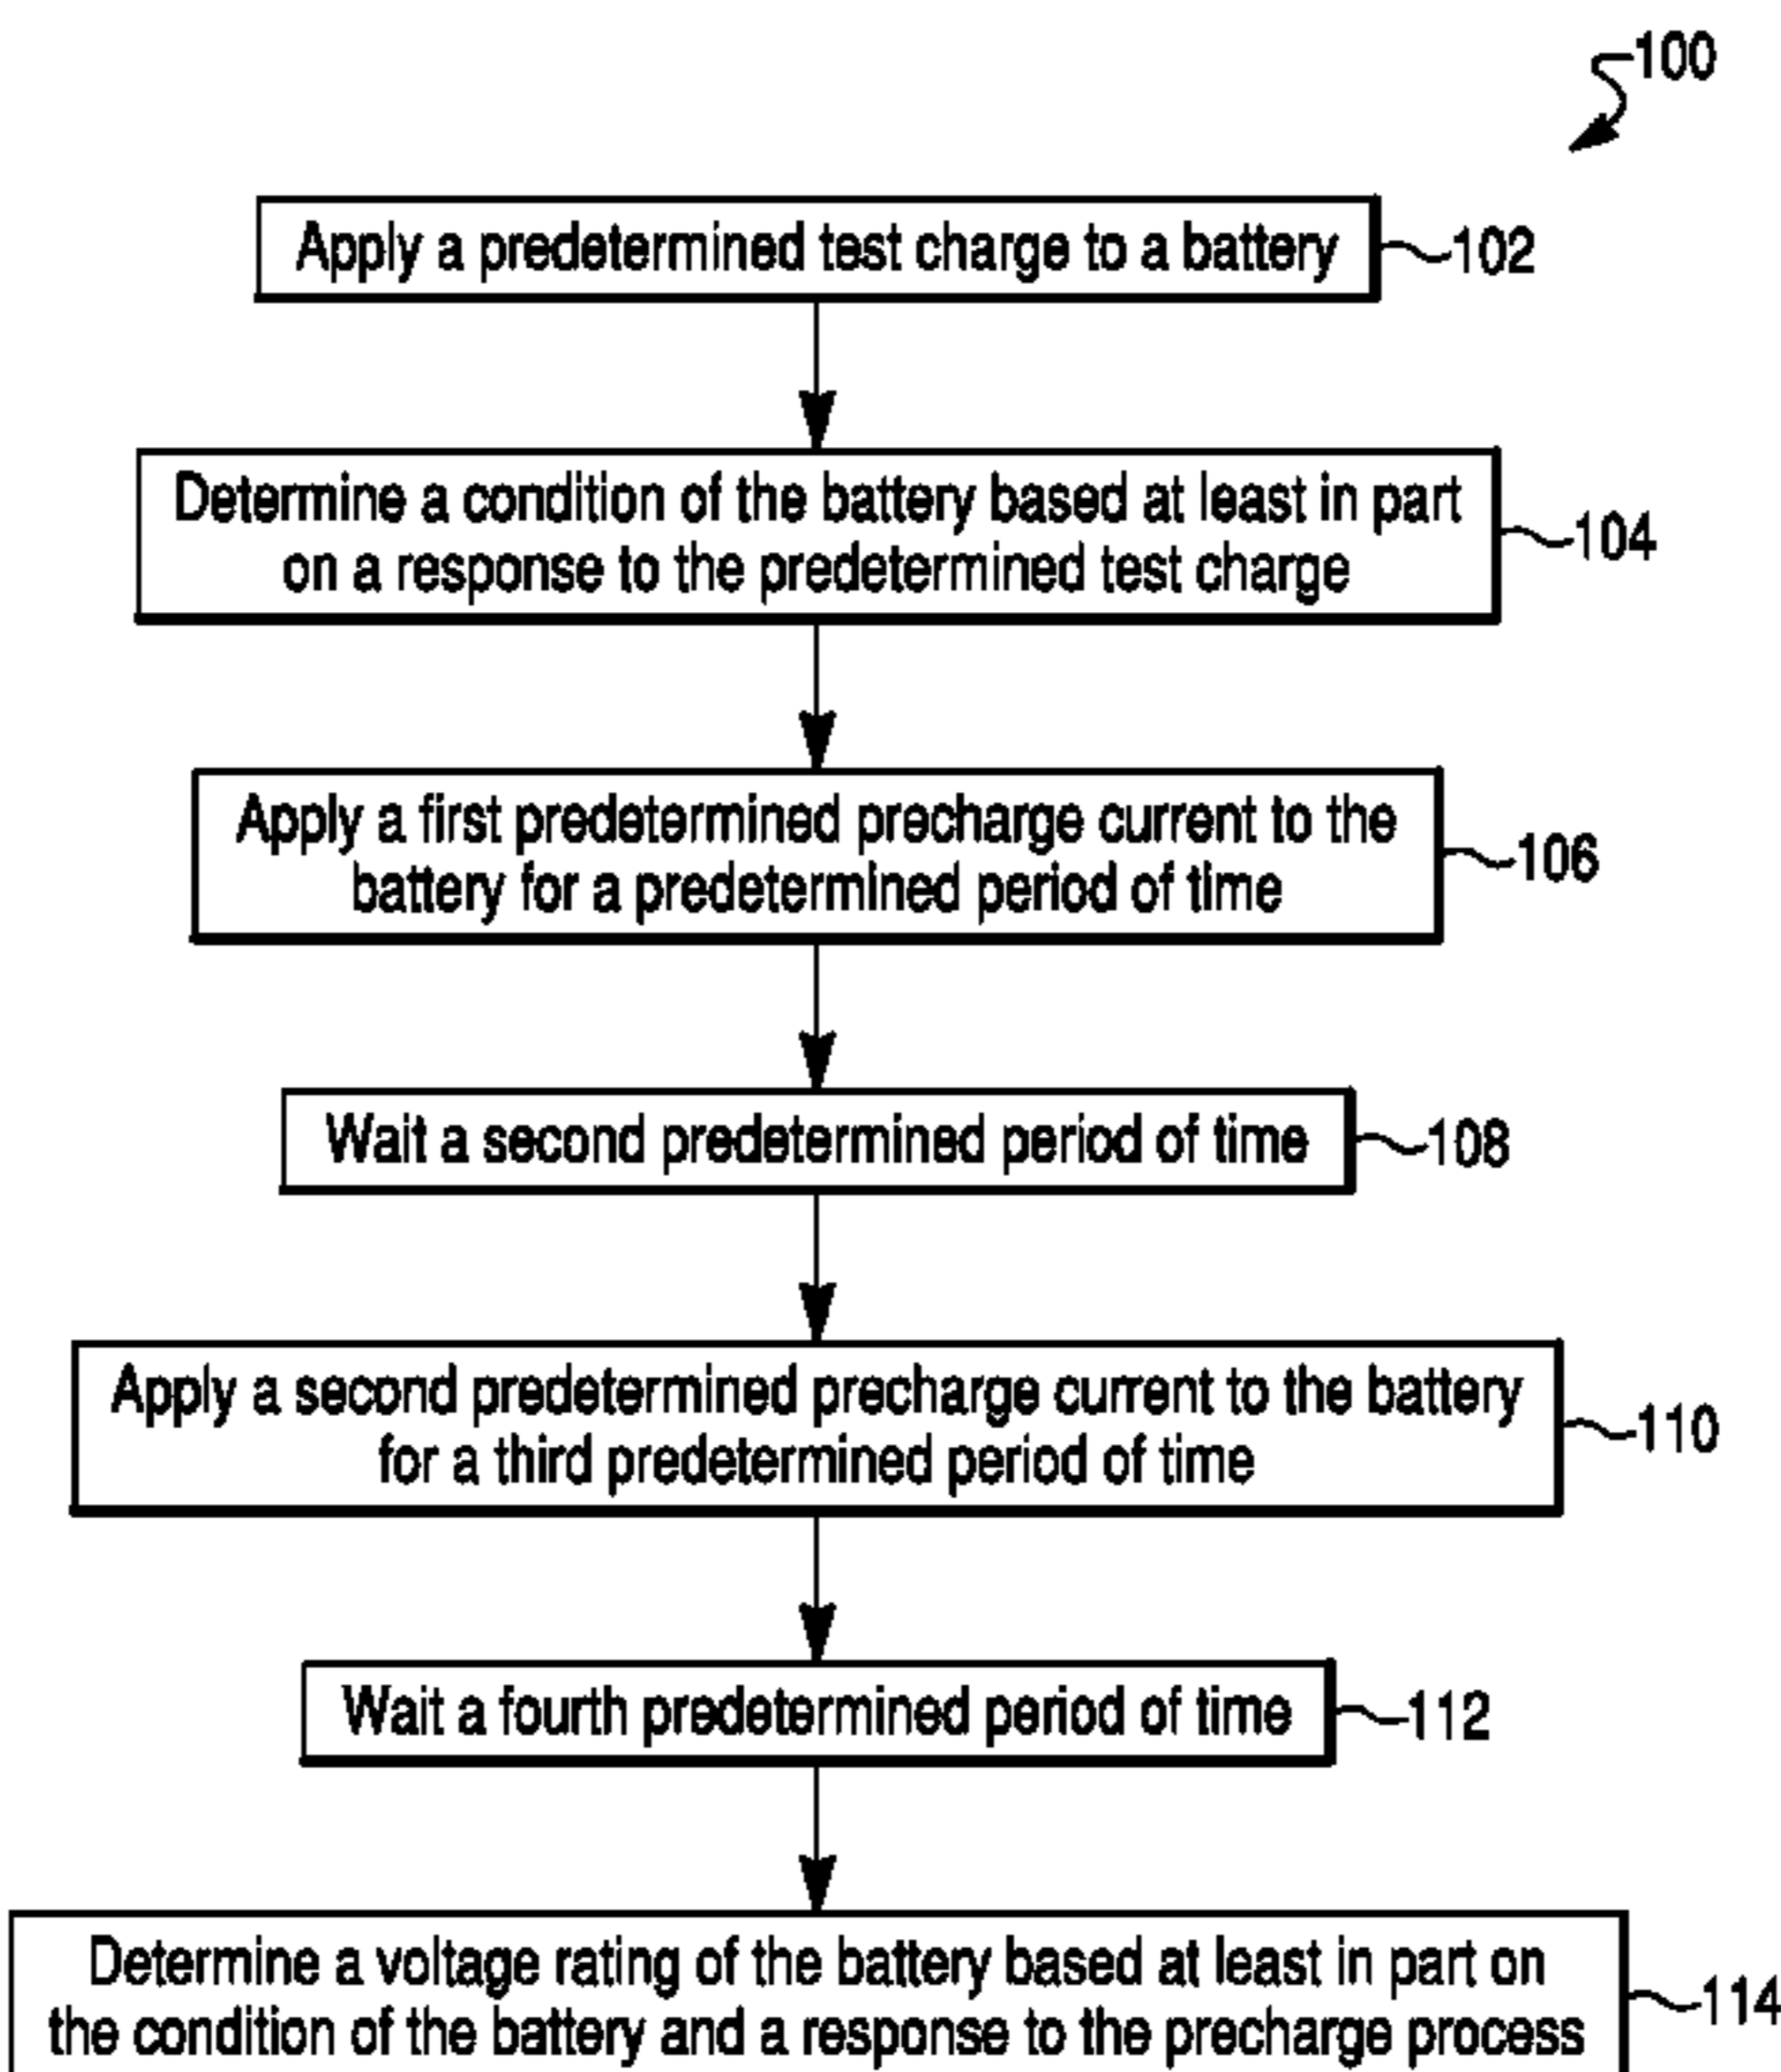 100
Apply a predetermined test charge to a battery
102
Determine a condition of the battery based at least in part
on a response to the predetermined test charge
104
Apply a first predetermined precharge current to the
battery for a predetermined period of time
106
Wait a second predetermined period of time
108
Apply a second predetermined precharge current to the battery
for a third predetermined period of time
110
Wait a fourth predetermined period of time
112
Determine a voltage rating of the battery based at least in part on
the condition of the battery and a response to the precharge process
114